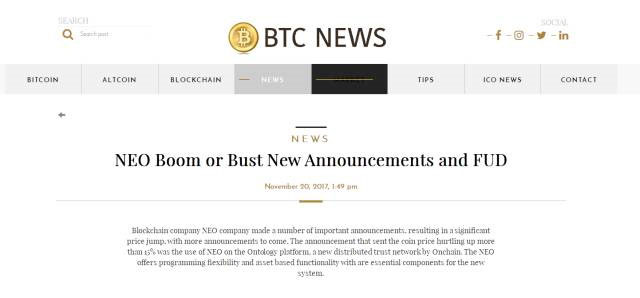 SEARCH
Search post
BTC NEWS
SOCIAL
BITCOIN
ALTCOIN
BLOCKCHAIN
NEWS
TIPS
ICO NEWS
CONTACT
NEWS
NEO Boom or Bust New Announcements and FUD
November 20, 2017, 1:49 pm
Blockchain company NEO company made a number of important announcements, resulting in a significant
price jump, with more announcements to come. The announcement that sent the coin price hurtling up more
than 15% was the use of NEO on the Ontology platform, a new distributed trust network by Onchain. The NEO
offers programming flexibility and asset based functionality with are essential components for the new
system.